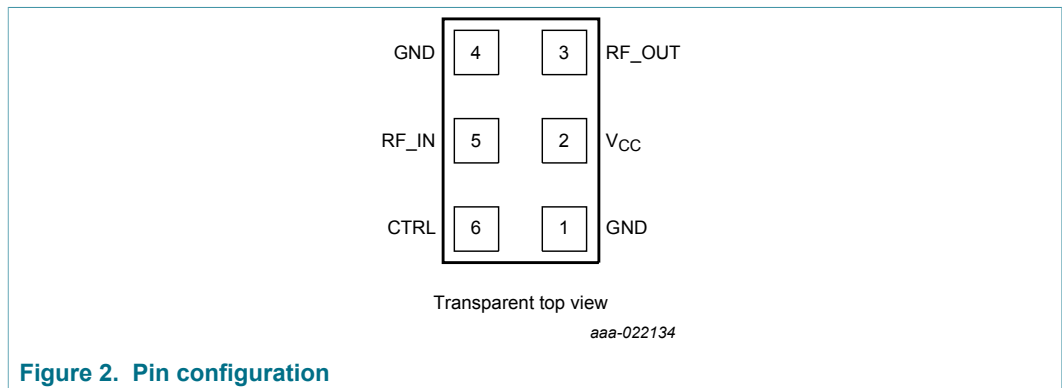 GND 4 3 RF_OUT
RF_IN 5 2 VCC
CTRL 6 1 GND
Transparent top view
aaa-022134
Figure 2. Pin configuration